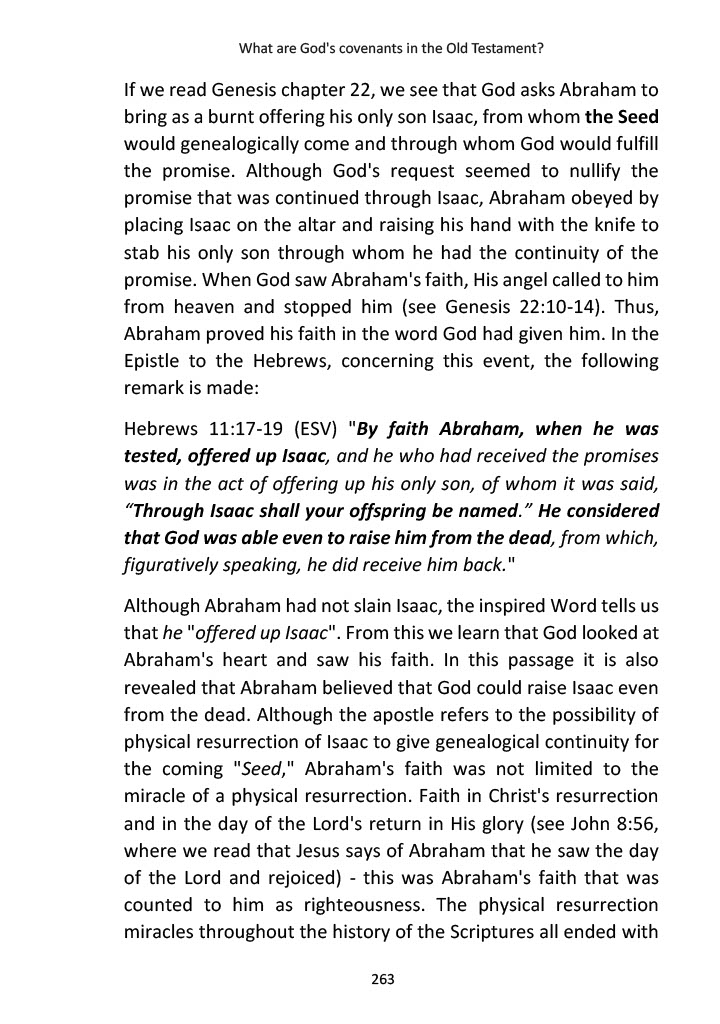 What are God's covenants in the Old Testament?
If we read Genesis chapter 22, we see that God asks Abraham to
bring as a burnt offering his only son Isaac, from whom the Seed
would genealogically come and through whom God would fulfill
the promise. Although God's request seemed to nullify the
promise that was continued through Isaac, Abraham obeyed by
placing Isaac on the altar and raising his hand with the knife to
stab his only son through whom he had the continuity of the
promise. When God saw Abraham's faith, His angel called to him
from heaven and stopped him (see Genesis 22:10-14). Thus,
Abraham proved his faith in the word God had given him. In the
Epistle to the Hebrews, concerning this event, the following
remark is made:
Hebrews 11:17-19 (ESV) "By faith Abraham, when he was
tested, offered up Isaac, and he who had received the promises
was in the act of offering up his only son, of whom it was said,
“Through Isaac shall your offspring be named.” He considered
that God was able even to raise him from the dead, from which,
figuratively speaking, he did receive him back."
Although Abraham had not slain Isaac, the inspired Word tells us
that he "offered up Isaac". From this we learn that God looked at
Abraham's heart and saw his faith. In this passage it is also
revealed that Abraham believed that God could raise Isaac even
from the dead. Although the apostle refers to the possibility of
physical resurrection of Isaac to give genealogical continuity for
the coming "Seed," Abraham's faith was not limited to the
miracle of a physical resurrection. Faith in Christ's resurrection
and in the day of the Lord's return in His glory (see John 8:56,
where we read that Jesus says of Abraham that he saw the day
of the Lord and rejoiced) - this was Abraham's faith that was
counted to him as righteousness. The physical resurrection
miracles throughout the history of the Scriptures all ended with
263